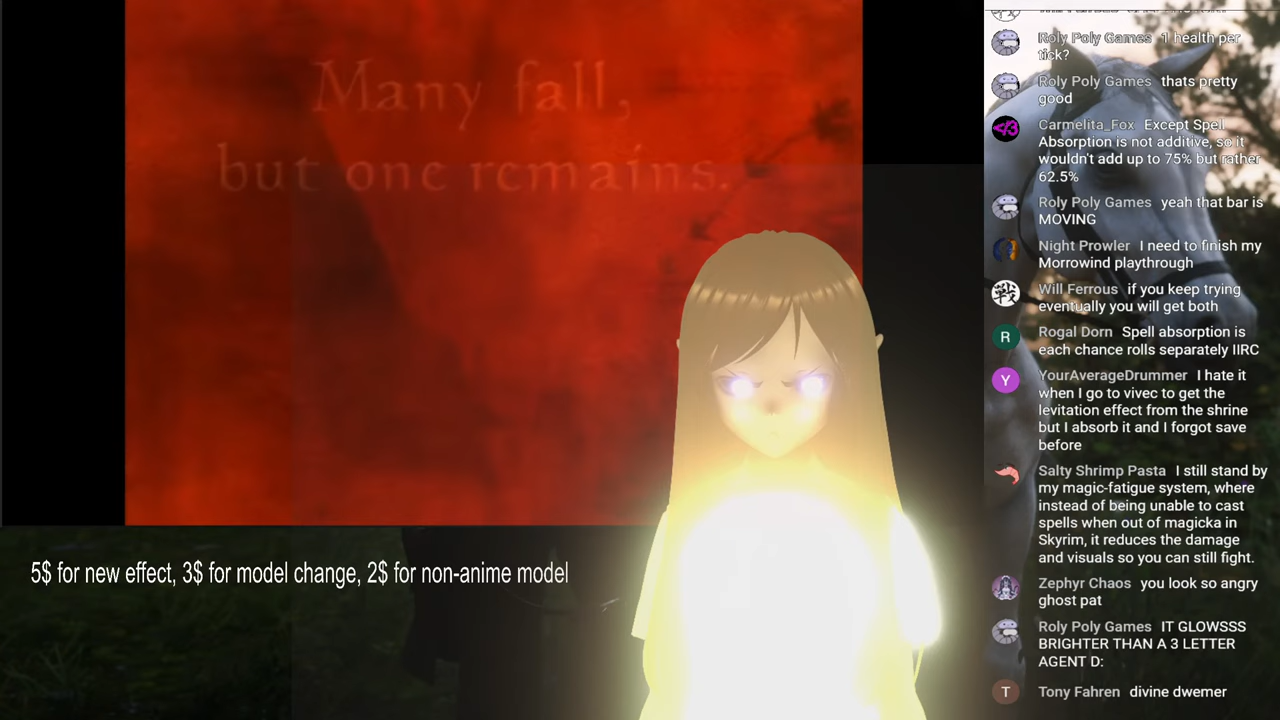 Many fall,
but one remains.
5$ for new effect, 3$ for model change, 2$ for non-anime model
Roly Poly Games 1 health per
tick?
Roly Poly Games thats pretty
good
Carmelita_Fox Except Spell
Absorption is not additive, so it
wouldn't add up to 75% but rather
62.5%
Roly Poly Games yeah that bar is
MOVING
Night Prowler I need to finish my
Morrowind playthrough
Will Ferrous if you keep trying
eventually you will get both
R
Rogal Dorn Spell absorption is
each chance rolls separately IIRC
Y
YourAverageDrummer I hate it
when I go to vivec to get the
levitation effect from the shrine
but I absorb it and I forgot save
before
Salty Shrimp Pasta I still stand by
my magic-fatigue system, where
instead of being unable to cast
spells when out of magicka in
Skyrim, it reduces the damage
and visuals so you can still fight.
Zephyr Chaos you look so angry
ghost pat
Roly Poly Games IT GLOWSSS
BRIGHTER THAN A 3 LETTER
AGENT D:
T
Tony Fahren divine dwemer